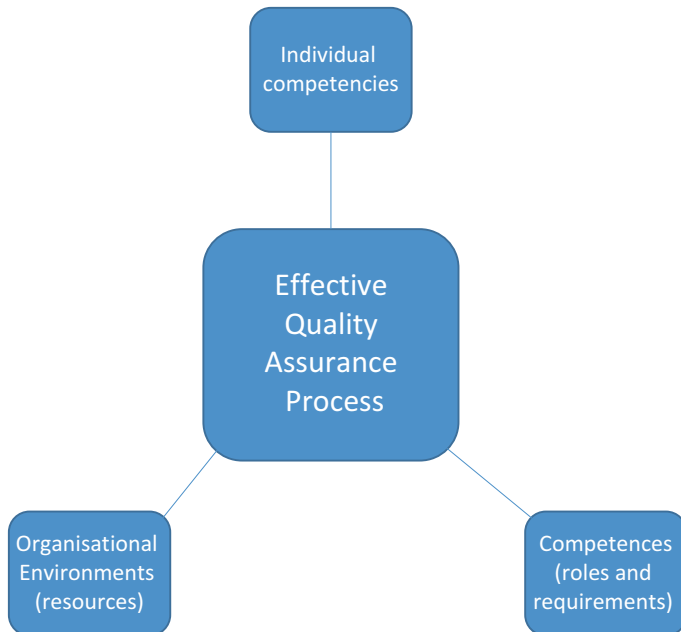 Individual
competencies
Effective
Quality
Assurance
Process
Organisational
Environments
(resources)
Competences
(roles and
requirements)